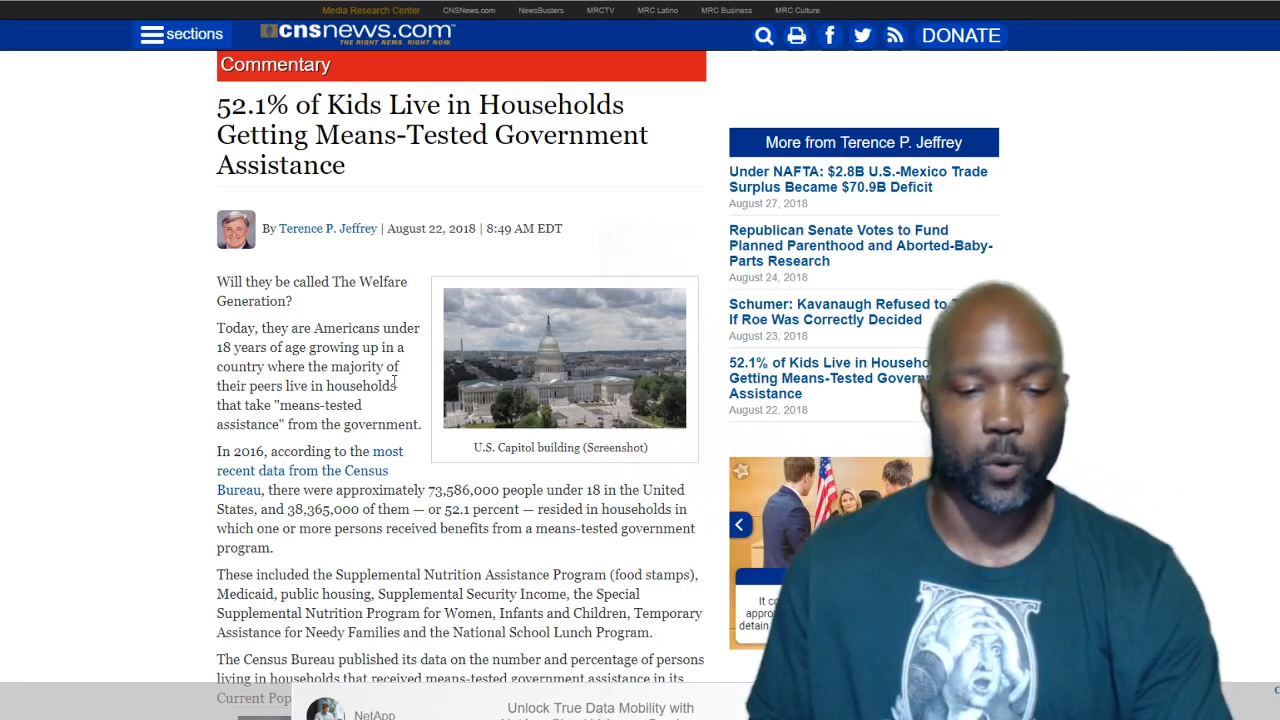 Media Research Center
CNSNews.com
NewsBusters
MRCTV
MRC Latino
MRC Business
MRC Culture
sections
cnsnews.com
THE RIGHT NEWS. RIGHT NOW.
DONATE
Commentary
52.1% of Kids Live in Households
Getting Means-Tested Government
Assistance
By Terence P. Jeffrey | August 22, 2018 | 8:49 AM EDT
Will they be called The Welfare
Generation?
Today, they are Americans under
18 years of age growing up in a
country where the majority of
their peers live in households
that take "means-tested
assistance" from the government.
U.S. Capitol building (Screenshot)
In 2016, according to the most
recent data from the Census
Bureau, there were approximately 73,586,000 people under 18 in the United
States, and 38,365,000 of them — or 52.1 percent — resided in households in
which one or more persons received benefits from a means-tested government
program.
These included the Supplemental Nutrition Assistance Program (food stamps),
Medicaid, public housing, Supplemental Security Income, the Special
Supplemental Nutrition Program for Women, Infants and Children, Temporary
Assistance for Needy Families and the National School Lunch Program.
The Census Bureau published its data on the number and percentage of persons
living in households that received means-tested government assistance in its
Current Pop
More from Terence P. Jeffrey
Under NAFTA: $2.8B U.S.-Mexico Trade
Surplus Became $70.9B Deficit
August 27, 2018
Republican Senate Votes to Fund
Planned Parenthood and Aborted-Baby-
Parts Research
August 24, 2018
Schumer: Kavanaugh Refused to
If Roe Was Correctly Decided
August 23, 2018
52.1% of Kids Live in Househo
Getting Means-Tested Govern
Assistance
August 22, 2018
It co
appro
detain
NetApp
Unlock True Data Mobility with